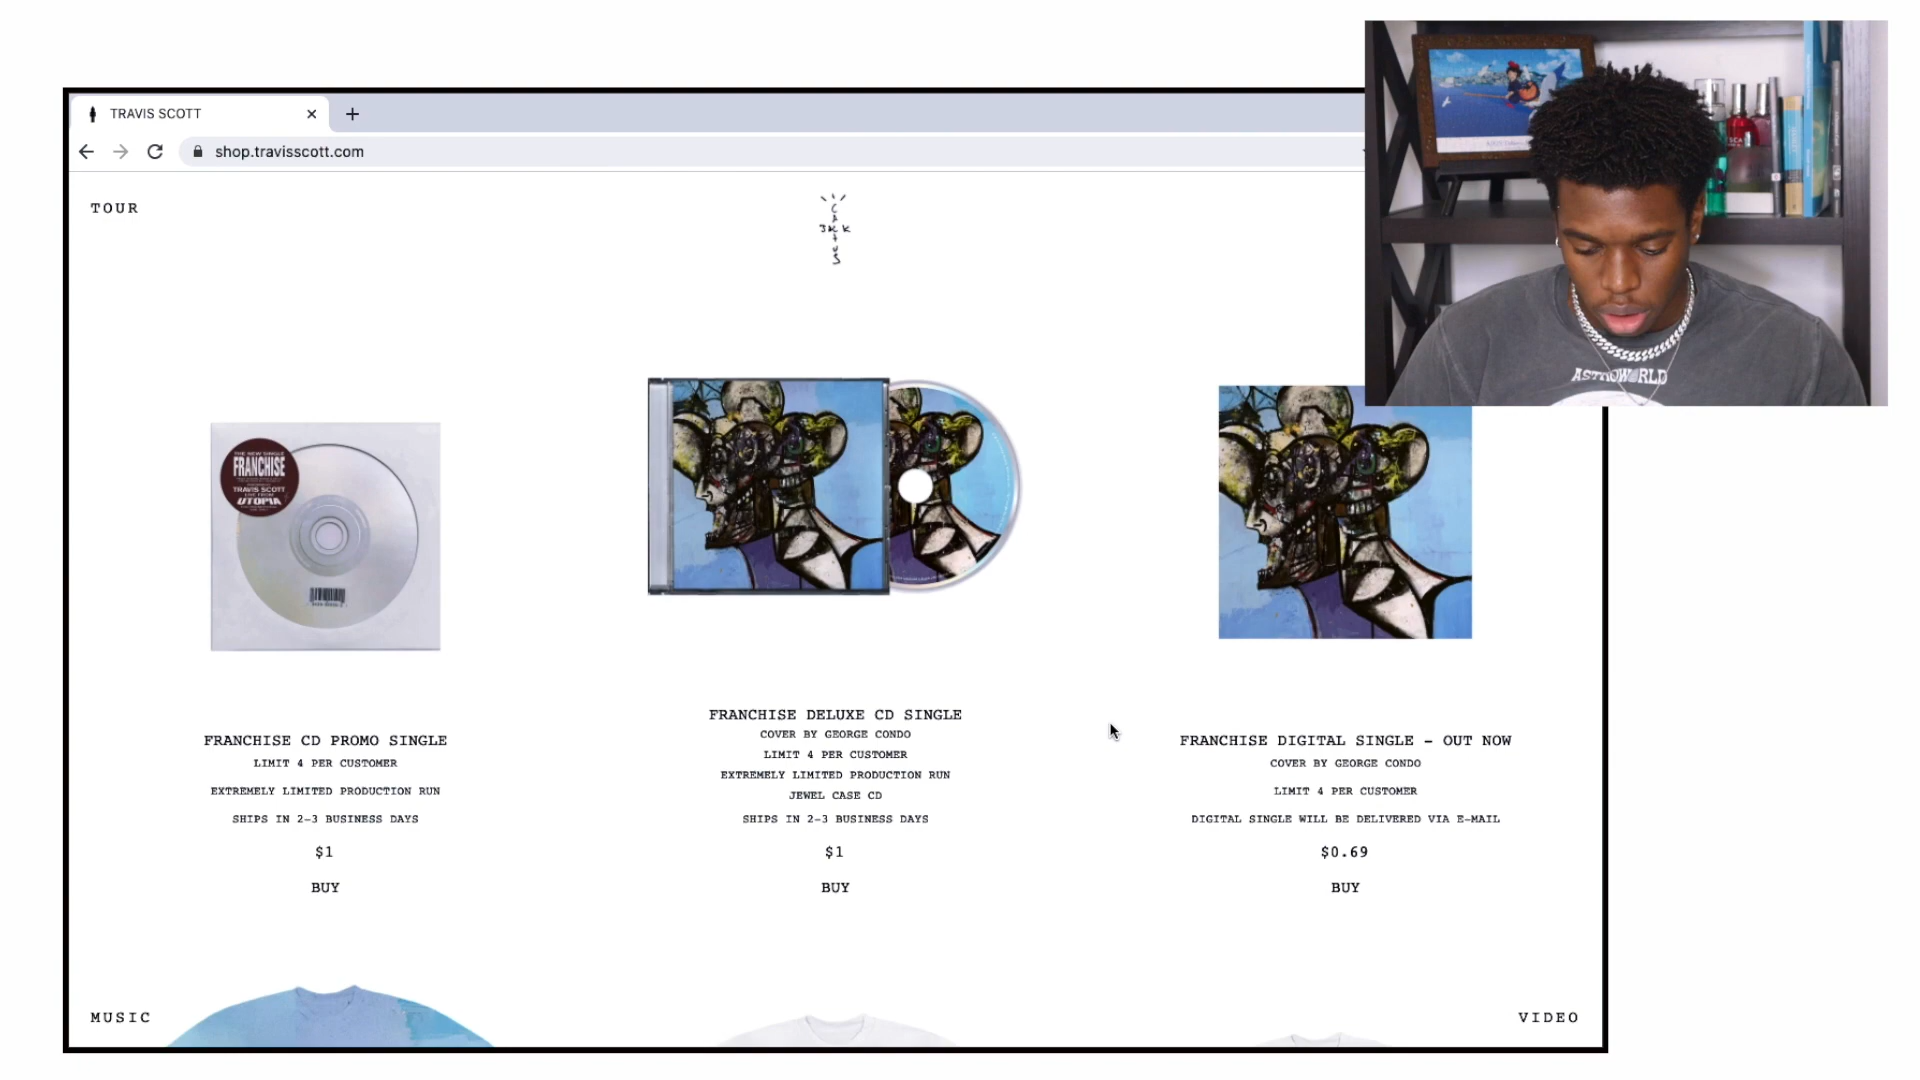 TRAVIS SCOTT
shop.travisscott.com
TOUR
CACTUS
ASTROWORLD
THE NEW SINGLE
FRANCHISE
TRAVIS SCOTT
UTOPIA
FRANCHISE CD PROMO SINGLE
LIMIT 4 PER CUSTOMER
EXTREMELY LIMITED PRODUCTION RUN
SHIPS IN 2-3 BUSINESS DAYS
$1
BUY
FRANCHISE DELUXE CD SINGLE
COVER BY GEORGE CONDO
LIMIT 4 PER CUSTOMER
EXTREMELY LIMITED PRODUCTION RUN
JEWEL CASE CD
SHIPS IN 2-3 BUSINESS DAYS
$1
BUY
FRANCHISE DIGITAL SINGLE - OUT NOW
COVER BY GEORGE CONDO
LIMIT 4 PER CUSTOMER
DIGITAL SINGLE WILL BE DELIVERED VIA E-MAIL
$0.69
BUY
MUSIC
VIDEO